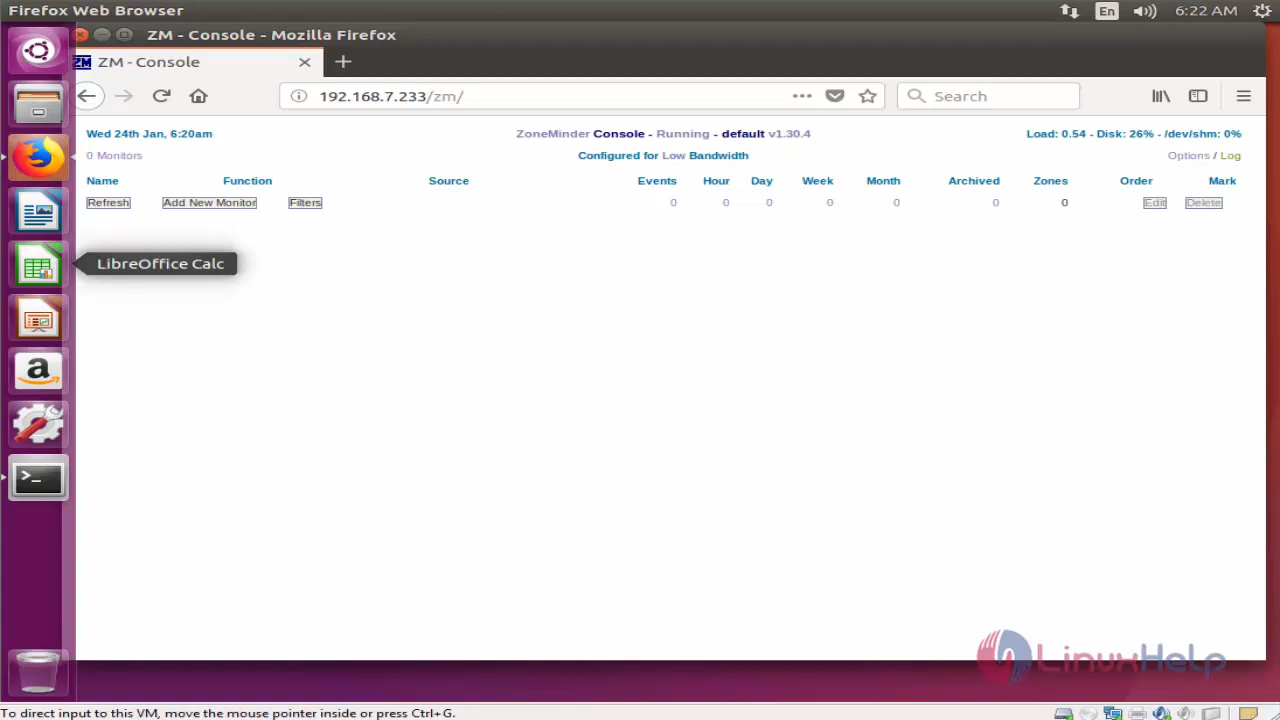 Firefox Web Browser
En
6:22 AM
ZM - Console - Mozilla Firefox
ZM
ZM - Console
192.168.7.233/zm/
Search
Wed 24th Jan, 6:20am
ZoneMinder Console - Running - default v1.30.4
Load: 0.54 - Disk: 26% - /dev/shm: 0%
0 Monitors
Configured for Low Bandwidth
Options / Log
Name Function Source Events Hour Day Week Month Archived Zones Order Mark
Refresh Add New Monitor Filters 0 0 0 0 0 0 0 Edit Delete
LibreOffice Calc
a
>_
LinuxHelp
To direct input to this VM, move the mouse pointer inside or press Ctrl+G.